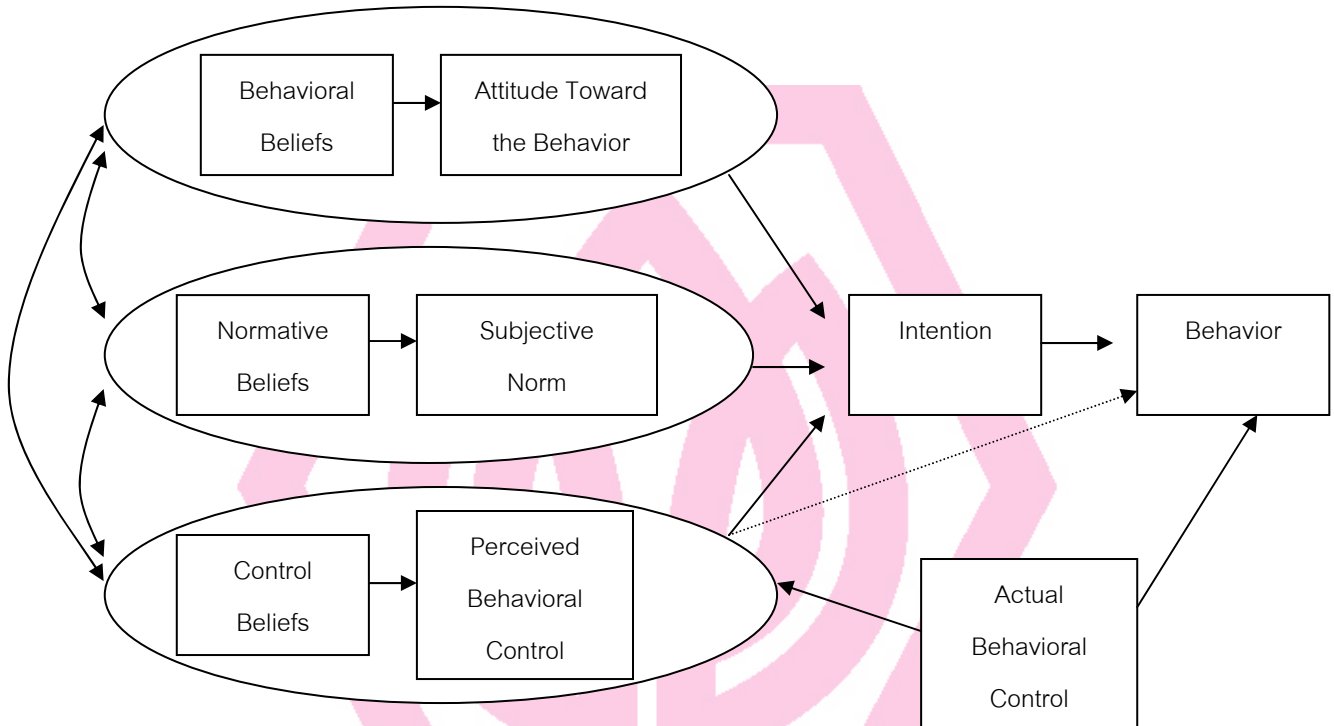 Behavioral
Beliefs
Attitude Toward
the Behavior
Normative
Beliefs
Subjective
Norm
Intention
Behavior
Control
Beliefs
Perceived
Behavioral
Control
Actual
Behavioral
Control